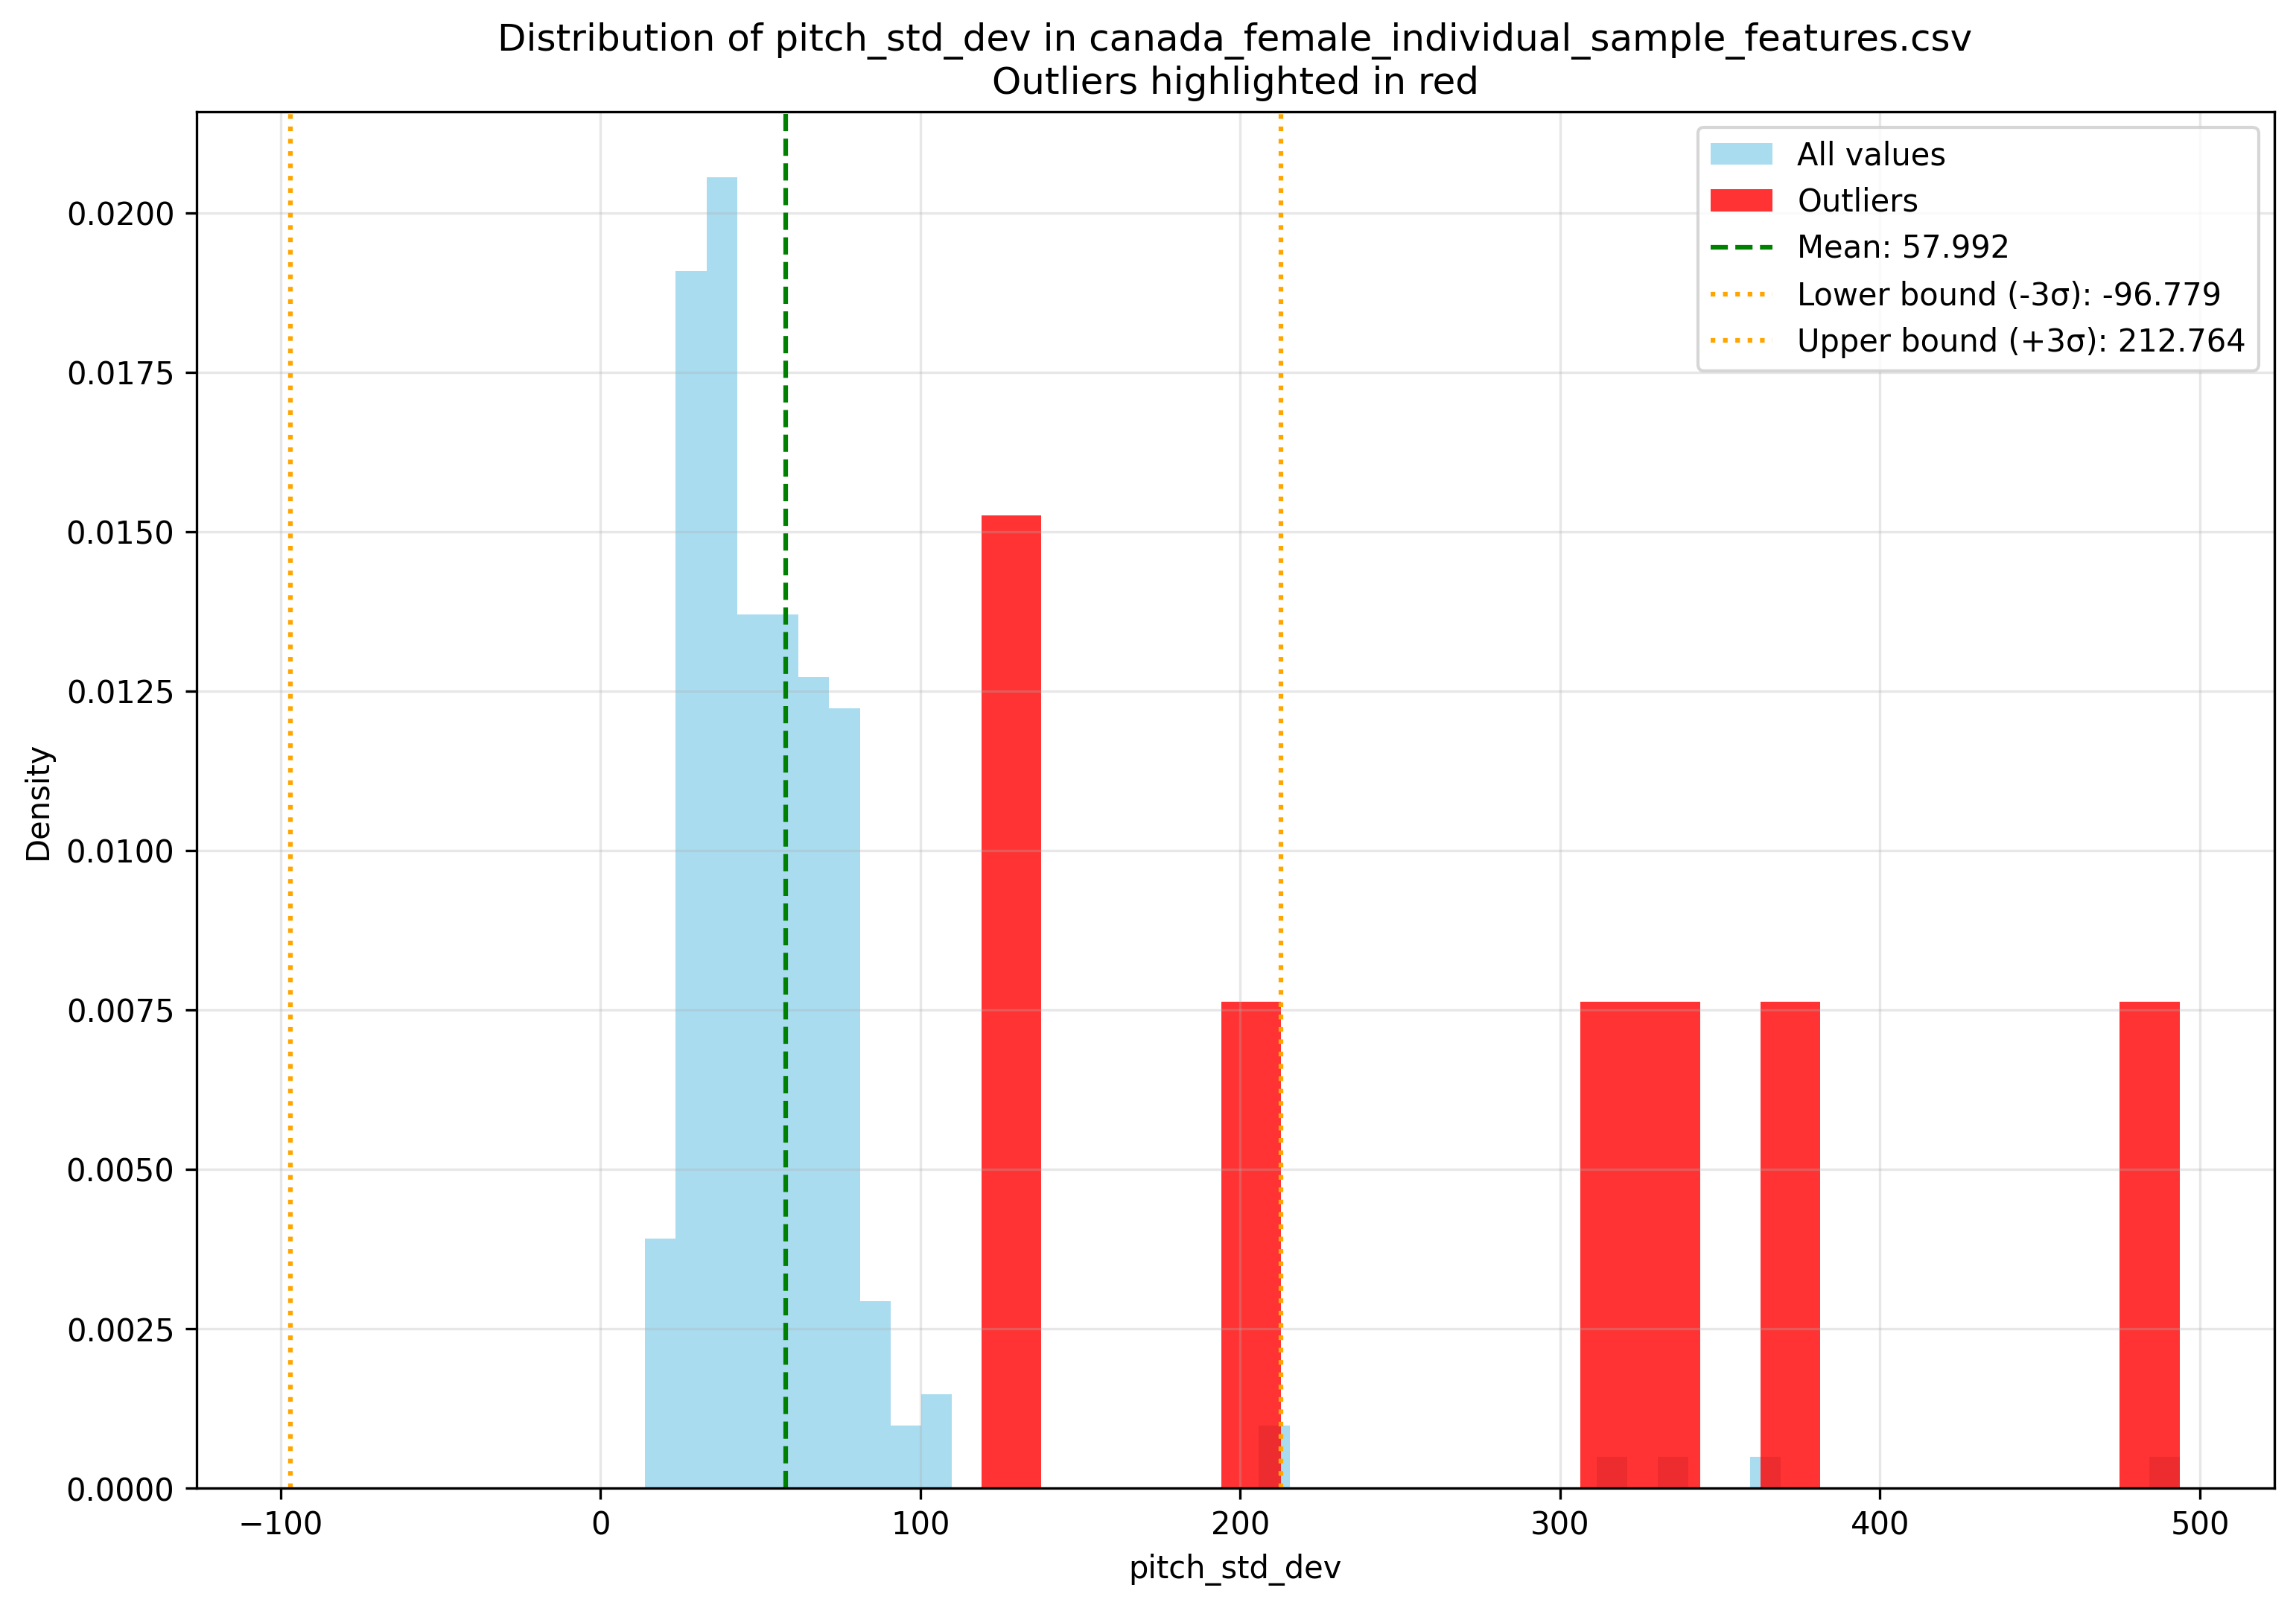 Distribution of pitch_std_dev in canada_female_individual_sample_features.csv
Outliers highlighted in red
All values
Outliers
Mean: 57.992
Lower bound (-3σ): -96.779
Upper bound (+3σ): 212.764
0.0200
0.0175
0.0150
0.0125
0.0100
0.0075
0.0050
0.0025
0.0000
Density
−100 0 100 200 300 400 500
pitch_std_dev